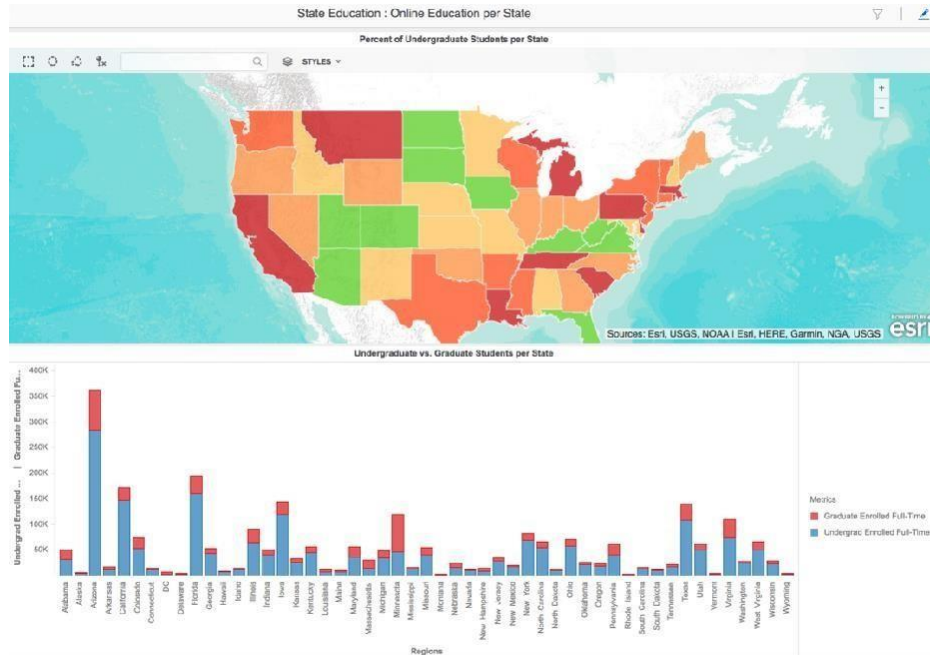 State Education : Online Education per State
Percent of Undergraduate Students per State
STYLES
+
−
Sources: Esri, USGS, NOAA | Esri, HERE, Garmin, NGA, USGS
esri
Undergraduate vs. Graduate Students per State
Undergrad Enrolled ... | Graduate Enrolled Fu...
400K
350K
300K
250K
200K
150K
100K
50K
Alabama
Alaska
Arizona
Arkansas
California
Colorado
Connecticut
DC
Delaware
Florida
Georgia
Hawaii
Idaho
Illinois
Indiana
Iowa
Kansas
Kentucky
Louisiana
Maine
Maryland
Massachusetts
Michigan
Minnesota
Mississippi
Missouri
Montana
Nebraska
Nevada
New Hampshire
New Jersey
New Mexico
New York
North Carolina
North Dakota
Ohio
Oklahoma
Oregon
Pennsylvania
Rhode Island
South Carolina
South Dakota
Tennessee
Texas
Utah
Vermont
Virginia
Washington
West Virginia
Wisconsin
Wyoming
Regions
Metrics
Graduate Enrolled Full-Time
Undergrad Enrolled Full-Time